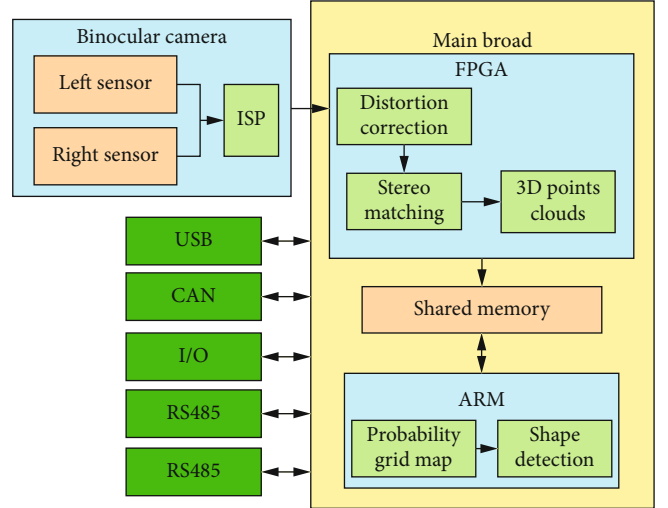 Binocular camera
Left sensor
Right sensor
ISP
Main broad
FPGA
Distortion
correction
Stereo
matching
3D points
clouds
USB
CAN
I/O
RS485
RS485
Shared memory
ARM
Probability
grid map
Shape
detection